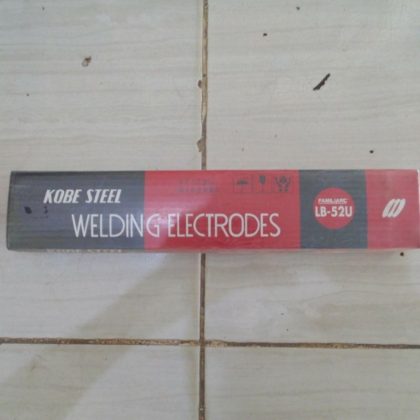 KOBE STEEL
WELDING ELECTRODES
FAMILIARC
LB-52U